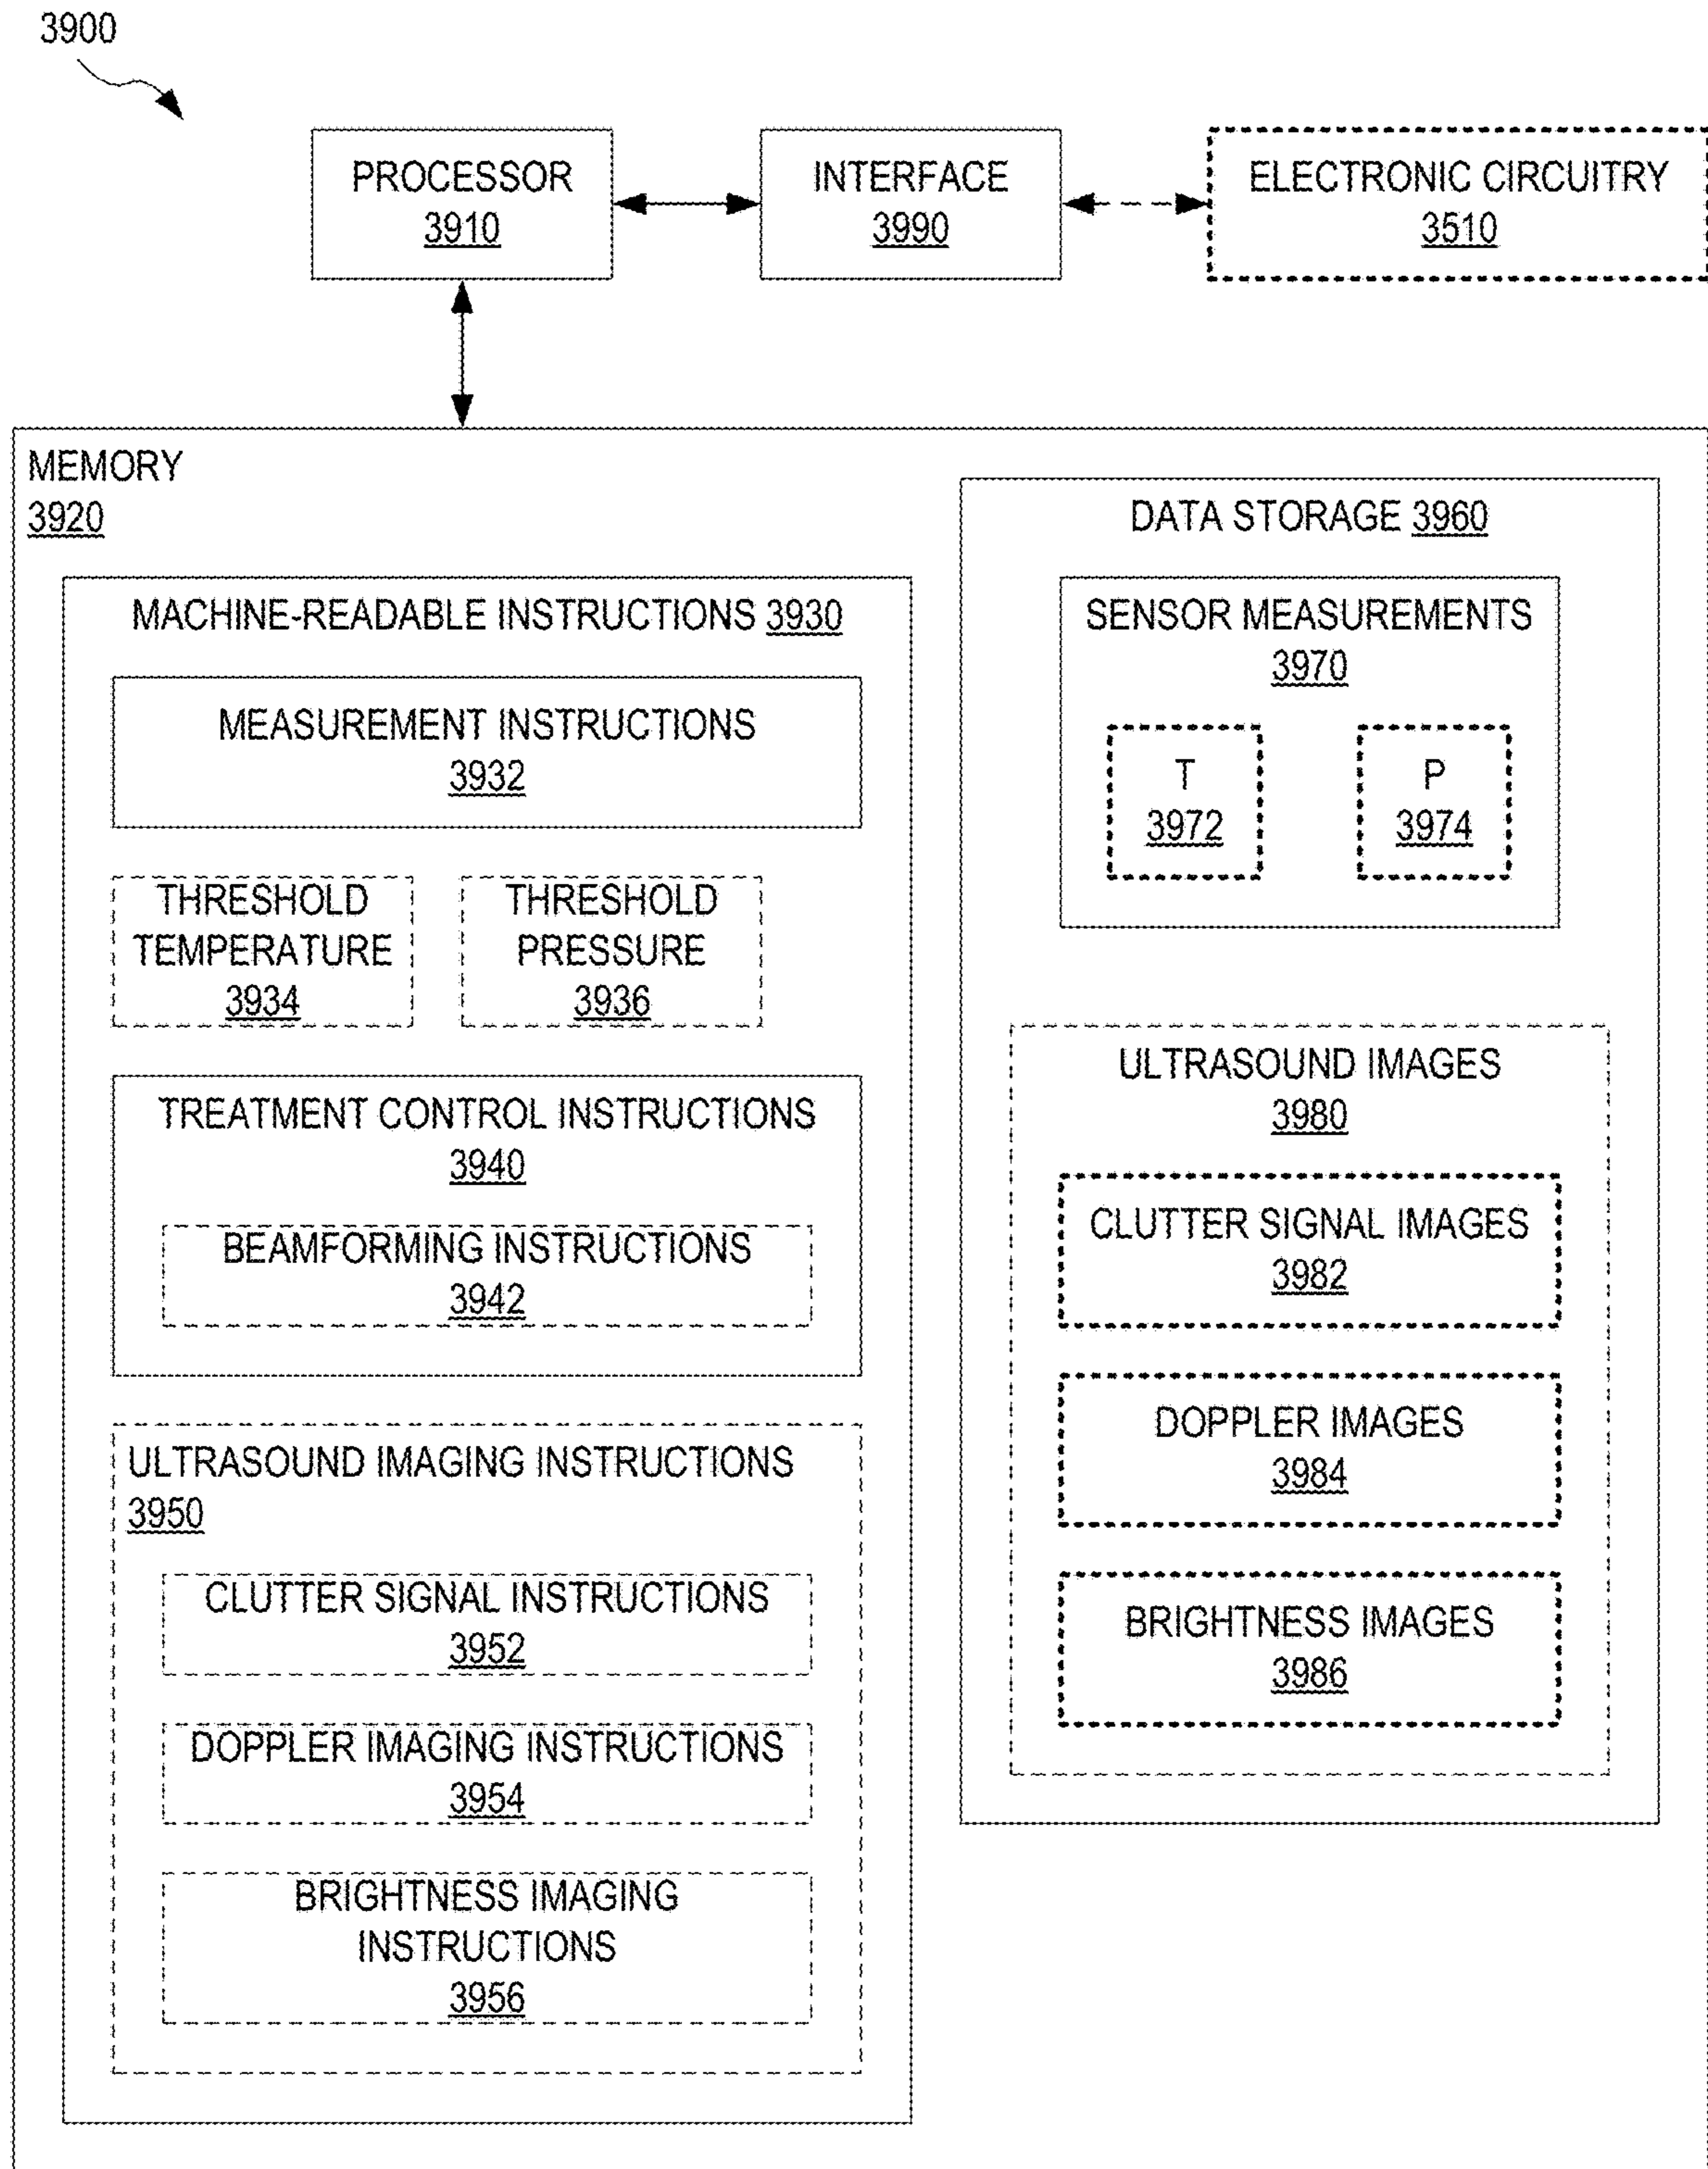 3900
PROCESSOR
3910
INTERFACE
3990
ELECTRONIC CIRCUITRY
3510
MEMORY
3920
MACHINE-READABLE INSTRUCTIONS 3930
MEASUREMENT INSTRUCTIONS
3932
THRESHOLD
TEMPERATURE
3934
THRESHOLD
PRESSURE
3936
TREATMENT CONTROL INSTRUCTIONS
3940
BEAMFORMING INSTRUCTIONS
3942
ULTRASOUND IMAGING INSTRUCTIONS
3950
CLUTTER SIGNAL INSTRUCTIONS
3952
DOPPLER IMAGING INSTRUCTIONS
3954
BRIGHTNESS IMAGING
INSTRUCTIONS
3956
DATA STORAGE 3960
SENSOR MEASUREMENTS
3970
T
3972
P
3974
ULTRASOUND IMAGES
3980
CLUTTER SIGNAL IMAGES
3982
DOPPLER IMAGES
3984
BRIGHTNESS IMAGES
3986